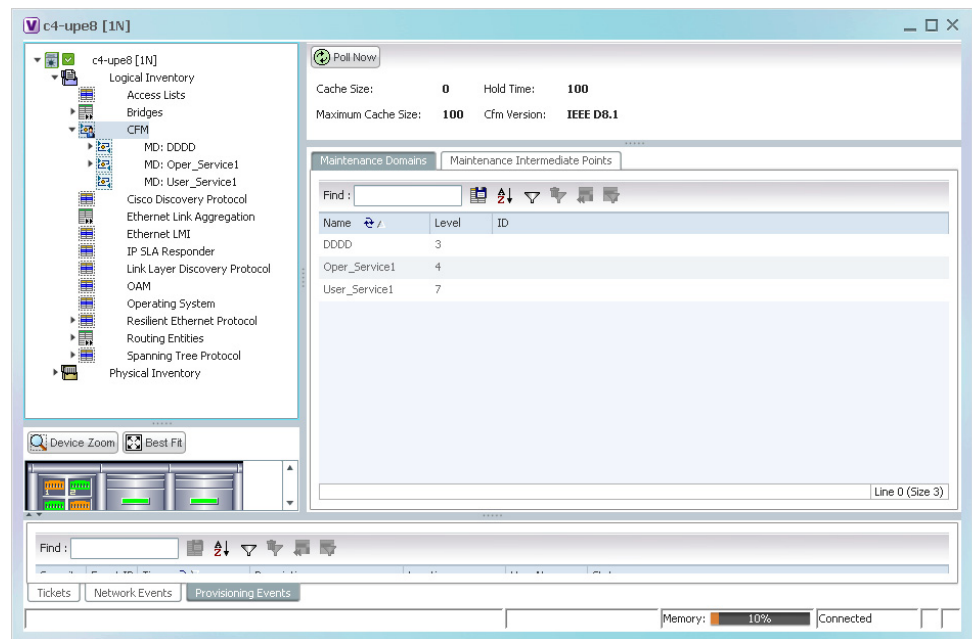 c4-upe8 [1N]
c4-upe8 [1N]
Logical Inventory
Access Lists
Bridges
CFM
MD: DDDD
MD: Oper_Service1
MD: User_Service1
Cisco Discovery Protocol
Ethernet Link Aggregation
Ethernet LMI
IP SLA Responder
Link Layer Discovery Protocol
OAM
Operating System
Resilient Ethernet Protocol
Routing Entities
Spanning Tree Protocol
Physical Inventory
Device Zoom Best Fit
1 2
Poll Now
Cache Size: 0 Hold Time: 100
Maximum Cache Size: 100 Cfm Version: IEEE D8.1
Maintenance Domains Maintenance Intermediate Points
Find :
Name Level ID
DDDD 3
Oper_Service1 4
User_Service1 7
Line 0 (Size 3)
Find :
Tickets Network Events Provisioning Events
Memory: 10% Connected